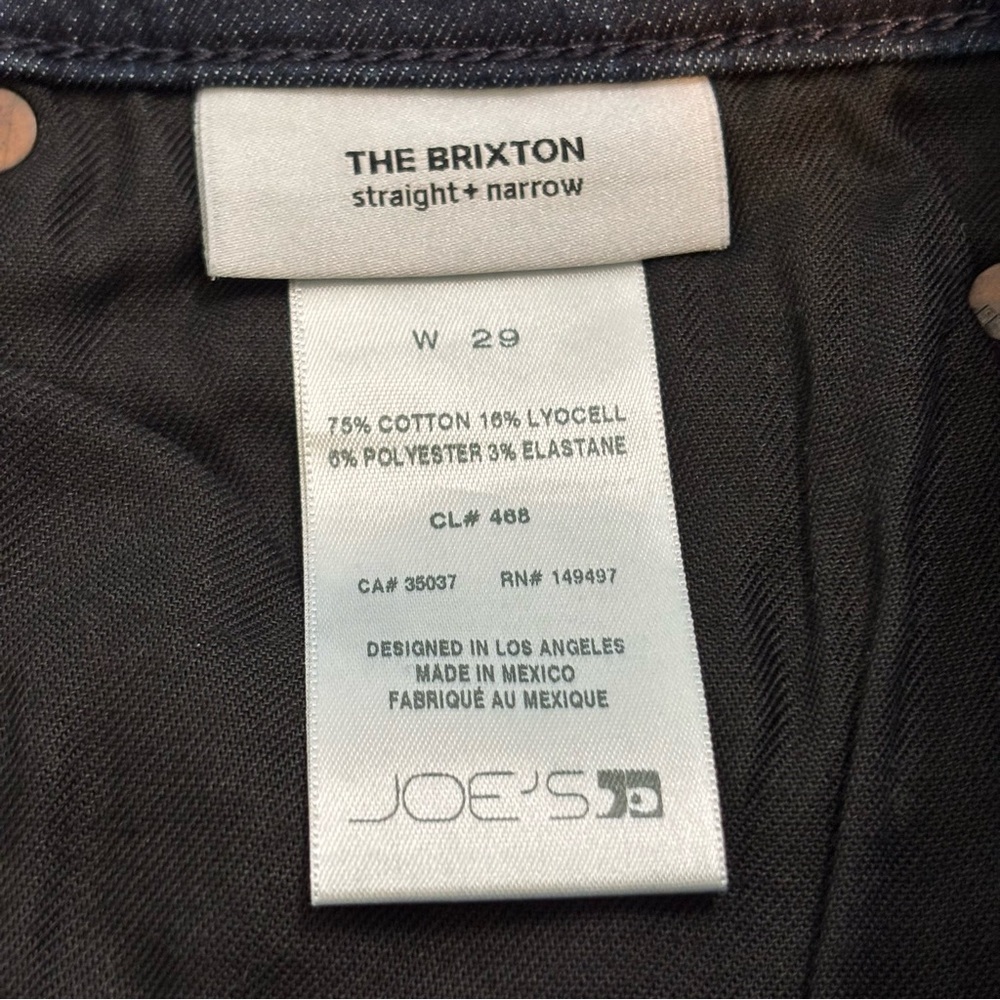 THE BRIXTON
straight + narrow
W 29
75% COTTON 16% LYOCELL
6% POLYESTER 3% ELASTANE
CL# 468
CA# 35037 RN# 149497
DESIGNED IN LOS ANGELES
MADE IN MEXICO
FABRIQUÉ AU MEXIQUE
JOE'S